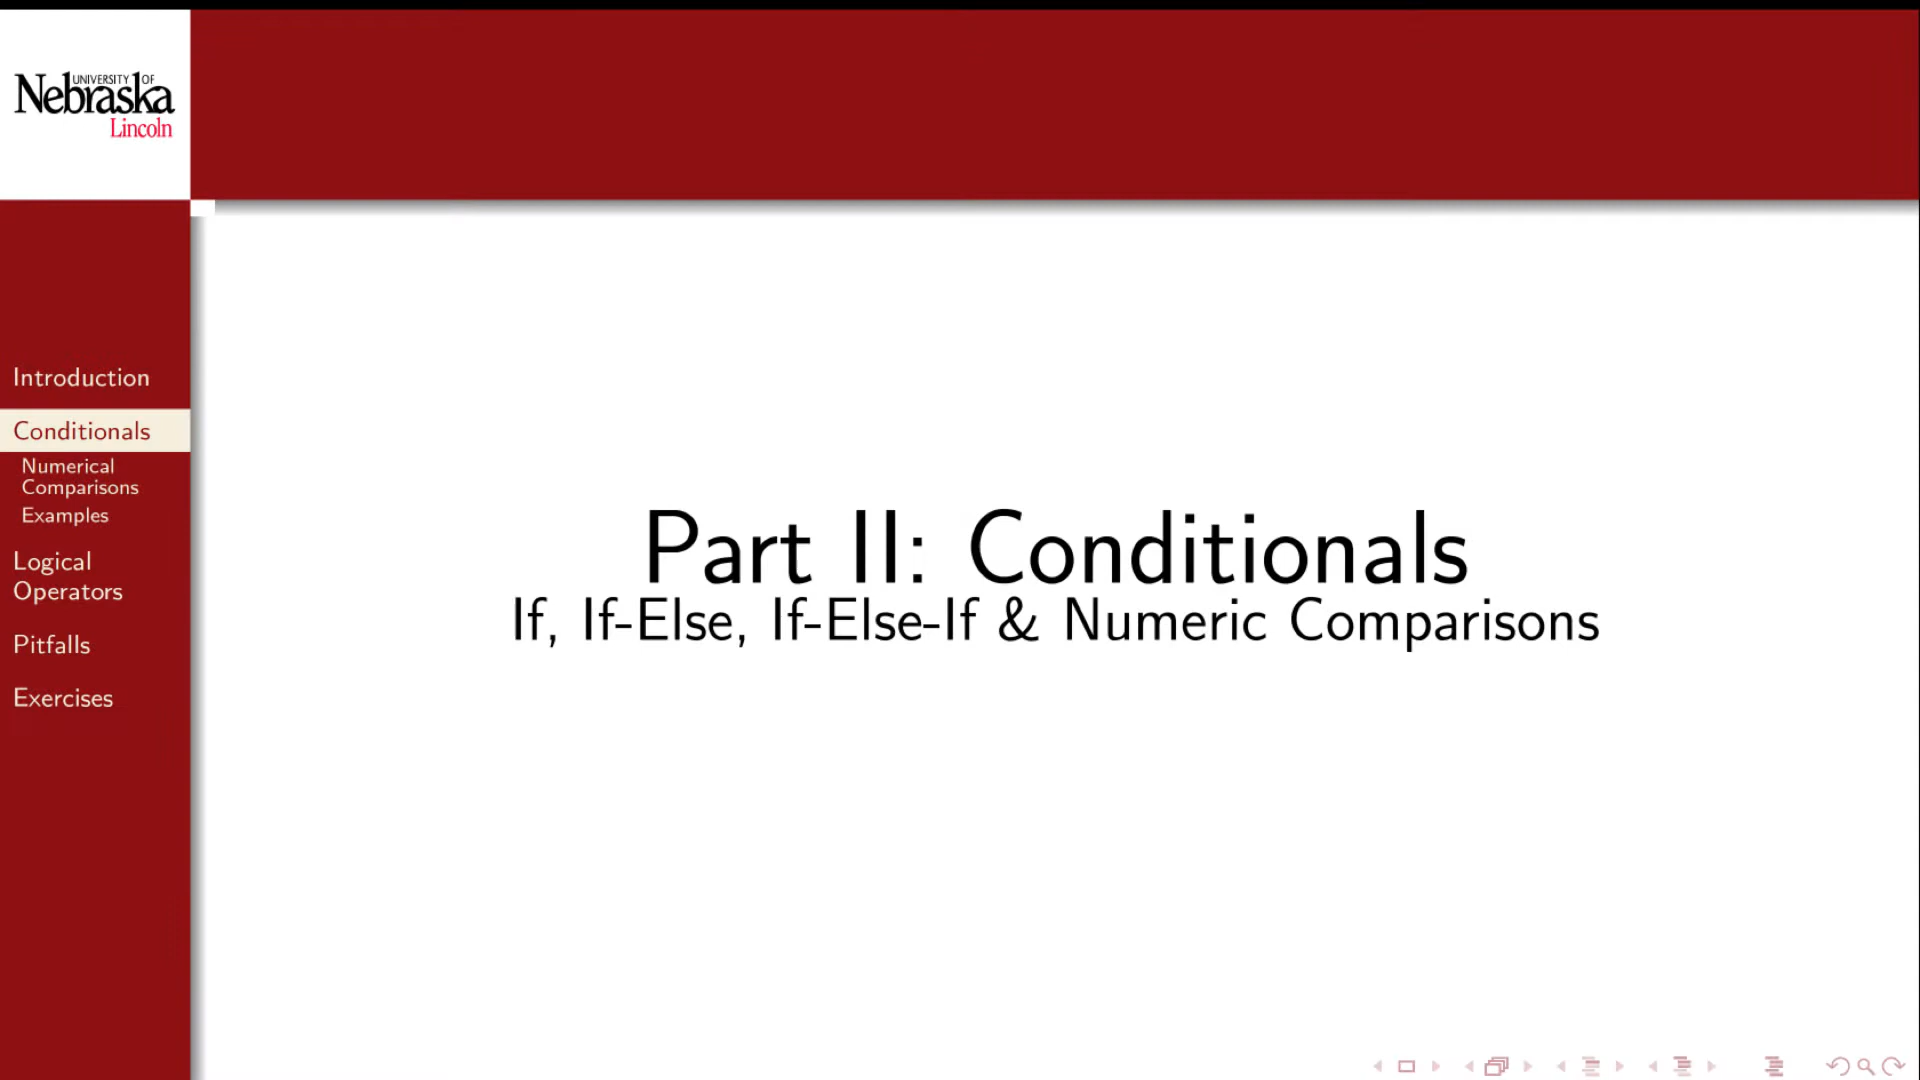 UNIVERSITY OF
Nebraska
Lincoln
Introduction
Conditionals
Numerical
Comparisons
Examples
Logical
Operators
Pitfalls
Exercises
Part II: Conditionals
If, If-Else, If-Else-If & Numeric Comparisons